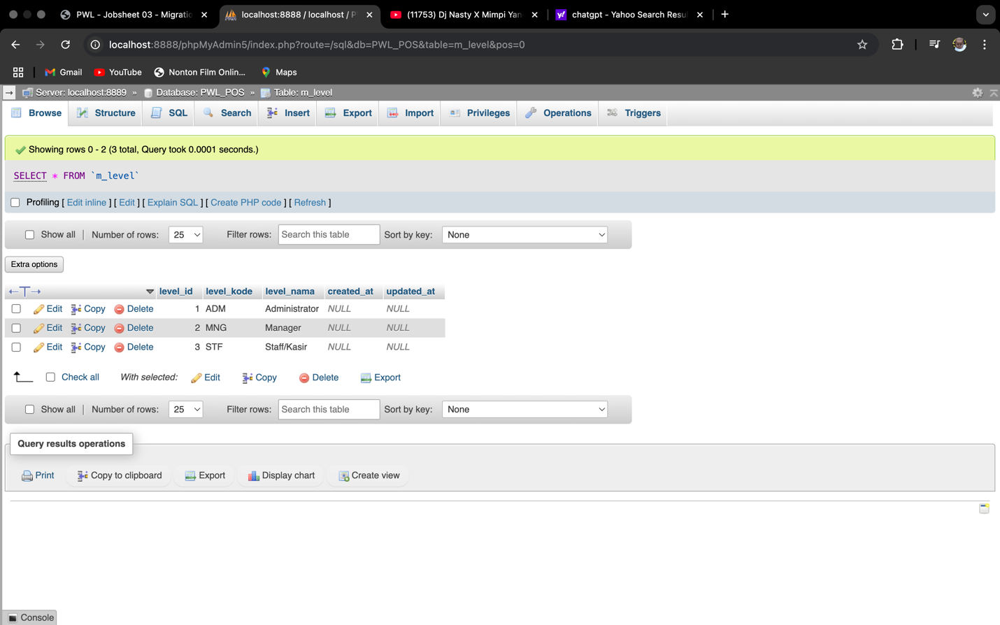 PWL - Jobsheet 03 - Migratio
localhost:8888 / localhost / P
(11753) Dj Nasty X Mimpi Yan
chatgpt - Yahoo Search Resu
localhost:8888/phpMyAdmin5/index.php?route=/sql&db=PWL_POS&table=m_level&pos=0
Gmail YouTube Nonton Film Onlin... Maps
Server: localhost:8889 » Database: PWL_POS » Table: m_level
Browse Structure SQL Search Insert Export Import Privileges Operations Triggers
Showing rows 0 - 2 (3 total, Query took 0.0001 seconds.)
SELECT * FROM `m_level`
Profiling [ Edit inline ] [ Edit ] [ Explain SQL ] [ Create PHP code ] [ Refresh ]
Show all | Number of rows: 25 Filter rows: Search this table Sort by key: None
Extra options
level_id level_kode level_nama created_at updated_at
Edit Copy Delete 1 ADM Administrator NULL NULL
Edit Copy Delete 2 MNG Manager NULL NULL
Edit Copy Delete 3 STF Staff/Kasir NULL NULL
Check all With selected: Edit Copy Delete Export
Show all | Number of rows: 25 Filter rows: Search this table Sort by key: None
Query results operations
Print Copy to clipboard Export Display chart Create view
Console